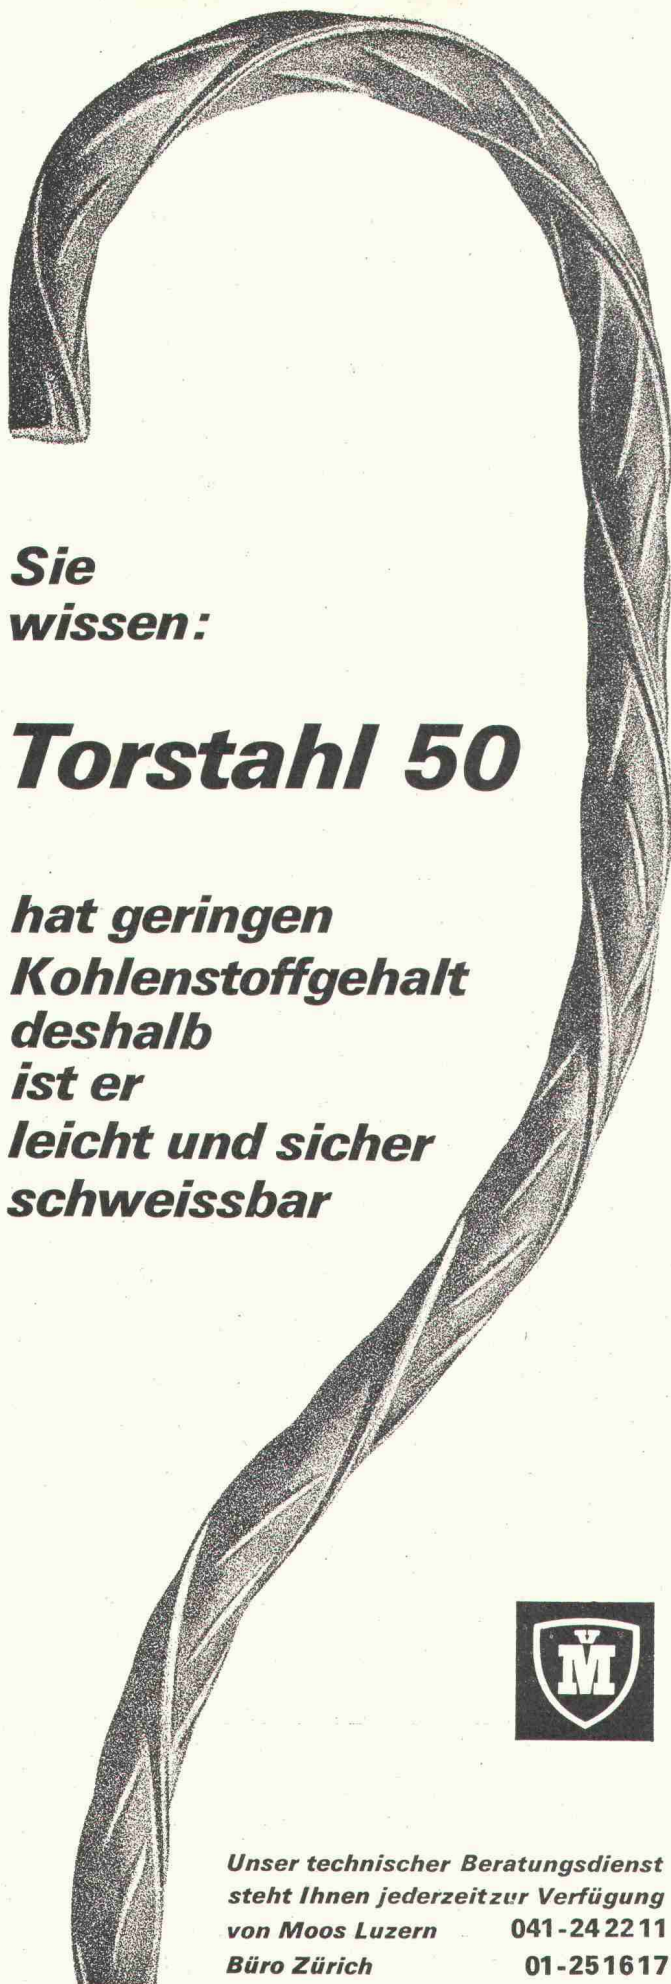 Sie
wissen:
Torstahl 50
hat geringen
Kohlenstoffgehalt
deshalb
ist er
leicht und sicher
schweissbar
VM
Unser technischer Beratungsdienst
steht Ihnen jederzeit zur Verfügung
von Moos Luzern 041-242211
Büro Zürich 01-251617